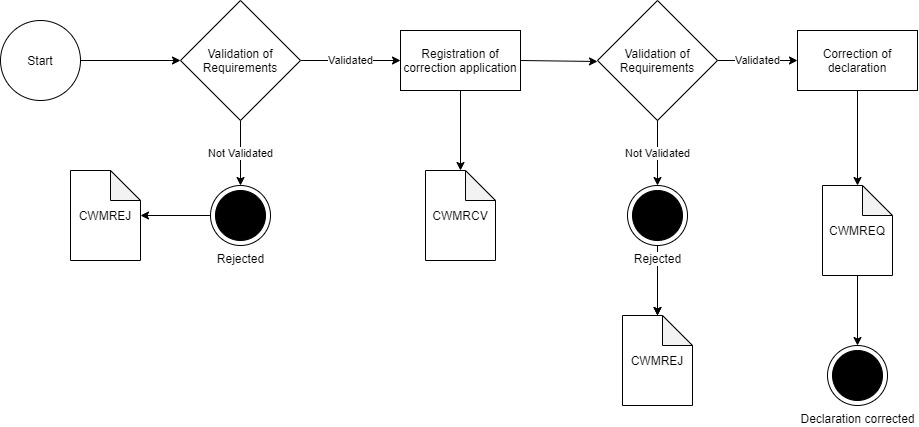 Start
Validation of
Requirements
Validated
Registration of
correction application
Validation of
Requirements
Validated
Correction of
declaration
Not Validated
Not Validated
CWMREJ
CWMRCV
CWMREQ
Rejected
Rejected
CWMREJ
Declaration corrected